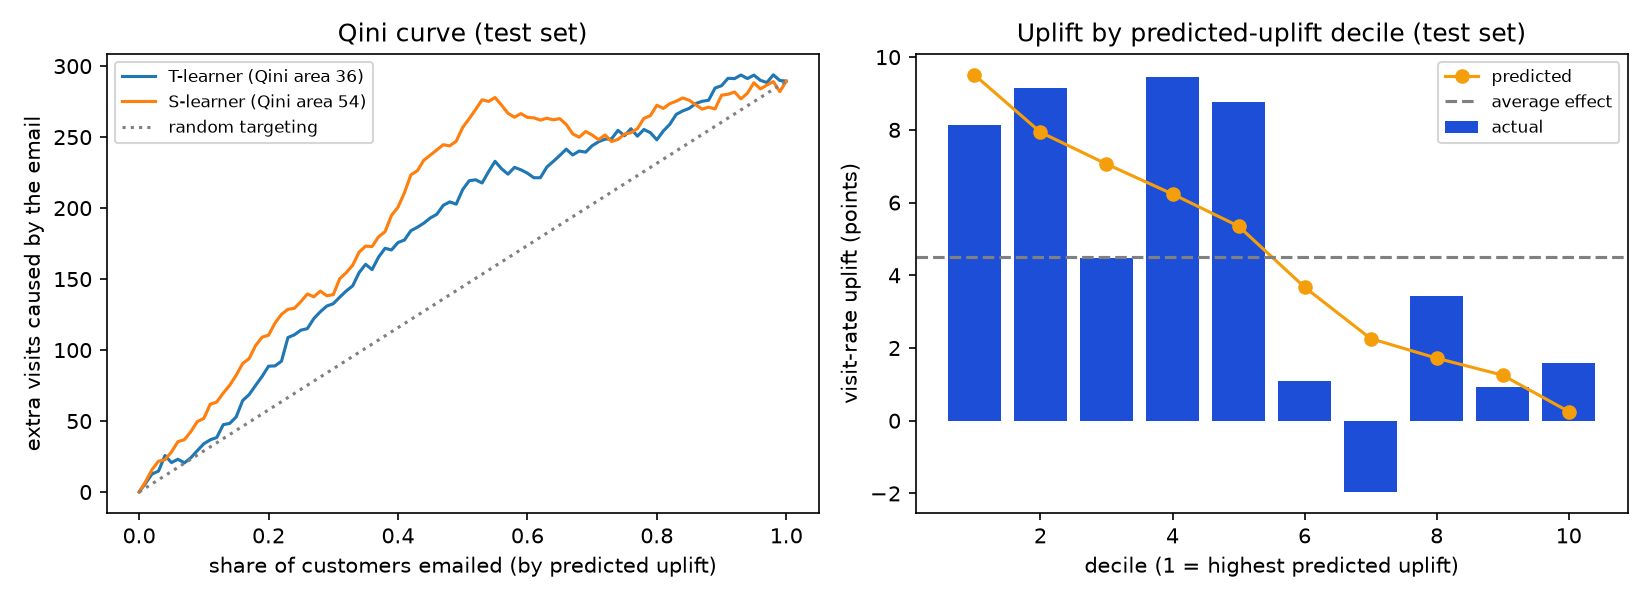 Qini curve (test set)
T-learner (Qini area 36)
S-learner (Qini area 54)
random targeting
extra visits caused by the email
300
250
200
150
100
50
0
0.0 0.2 0.4 0.6 0.8 1.0
share of customers emailed (by predicted uplift)
Uplift by predicted-uplift decile (test set)
predicted
average effect
actual
visit-rate uplift (points)
10
8
6
4
2
0
−2
2 4 6 8 10
decile (1 = highest predicted uplift)